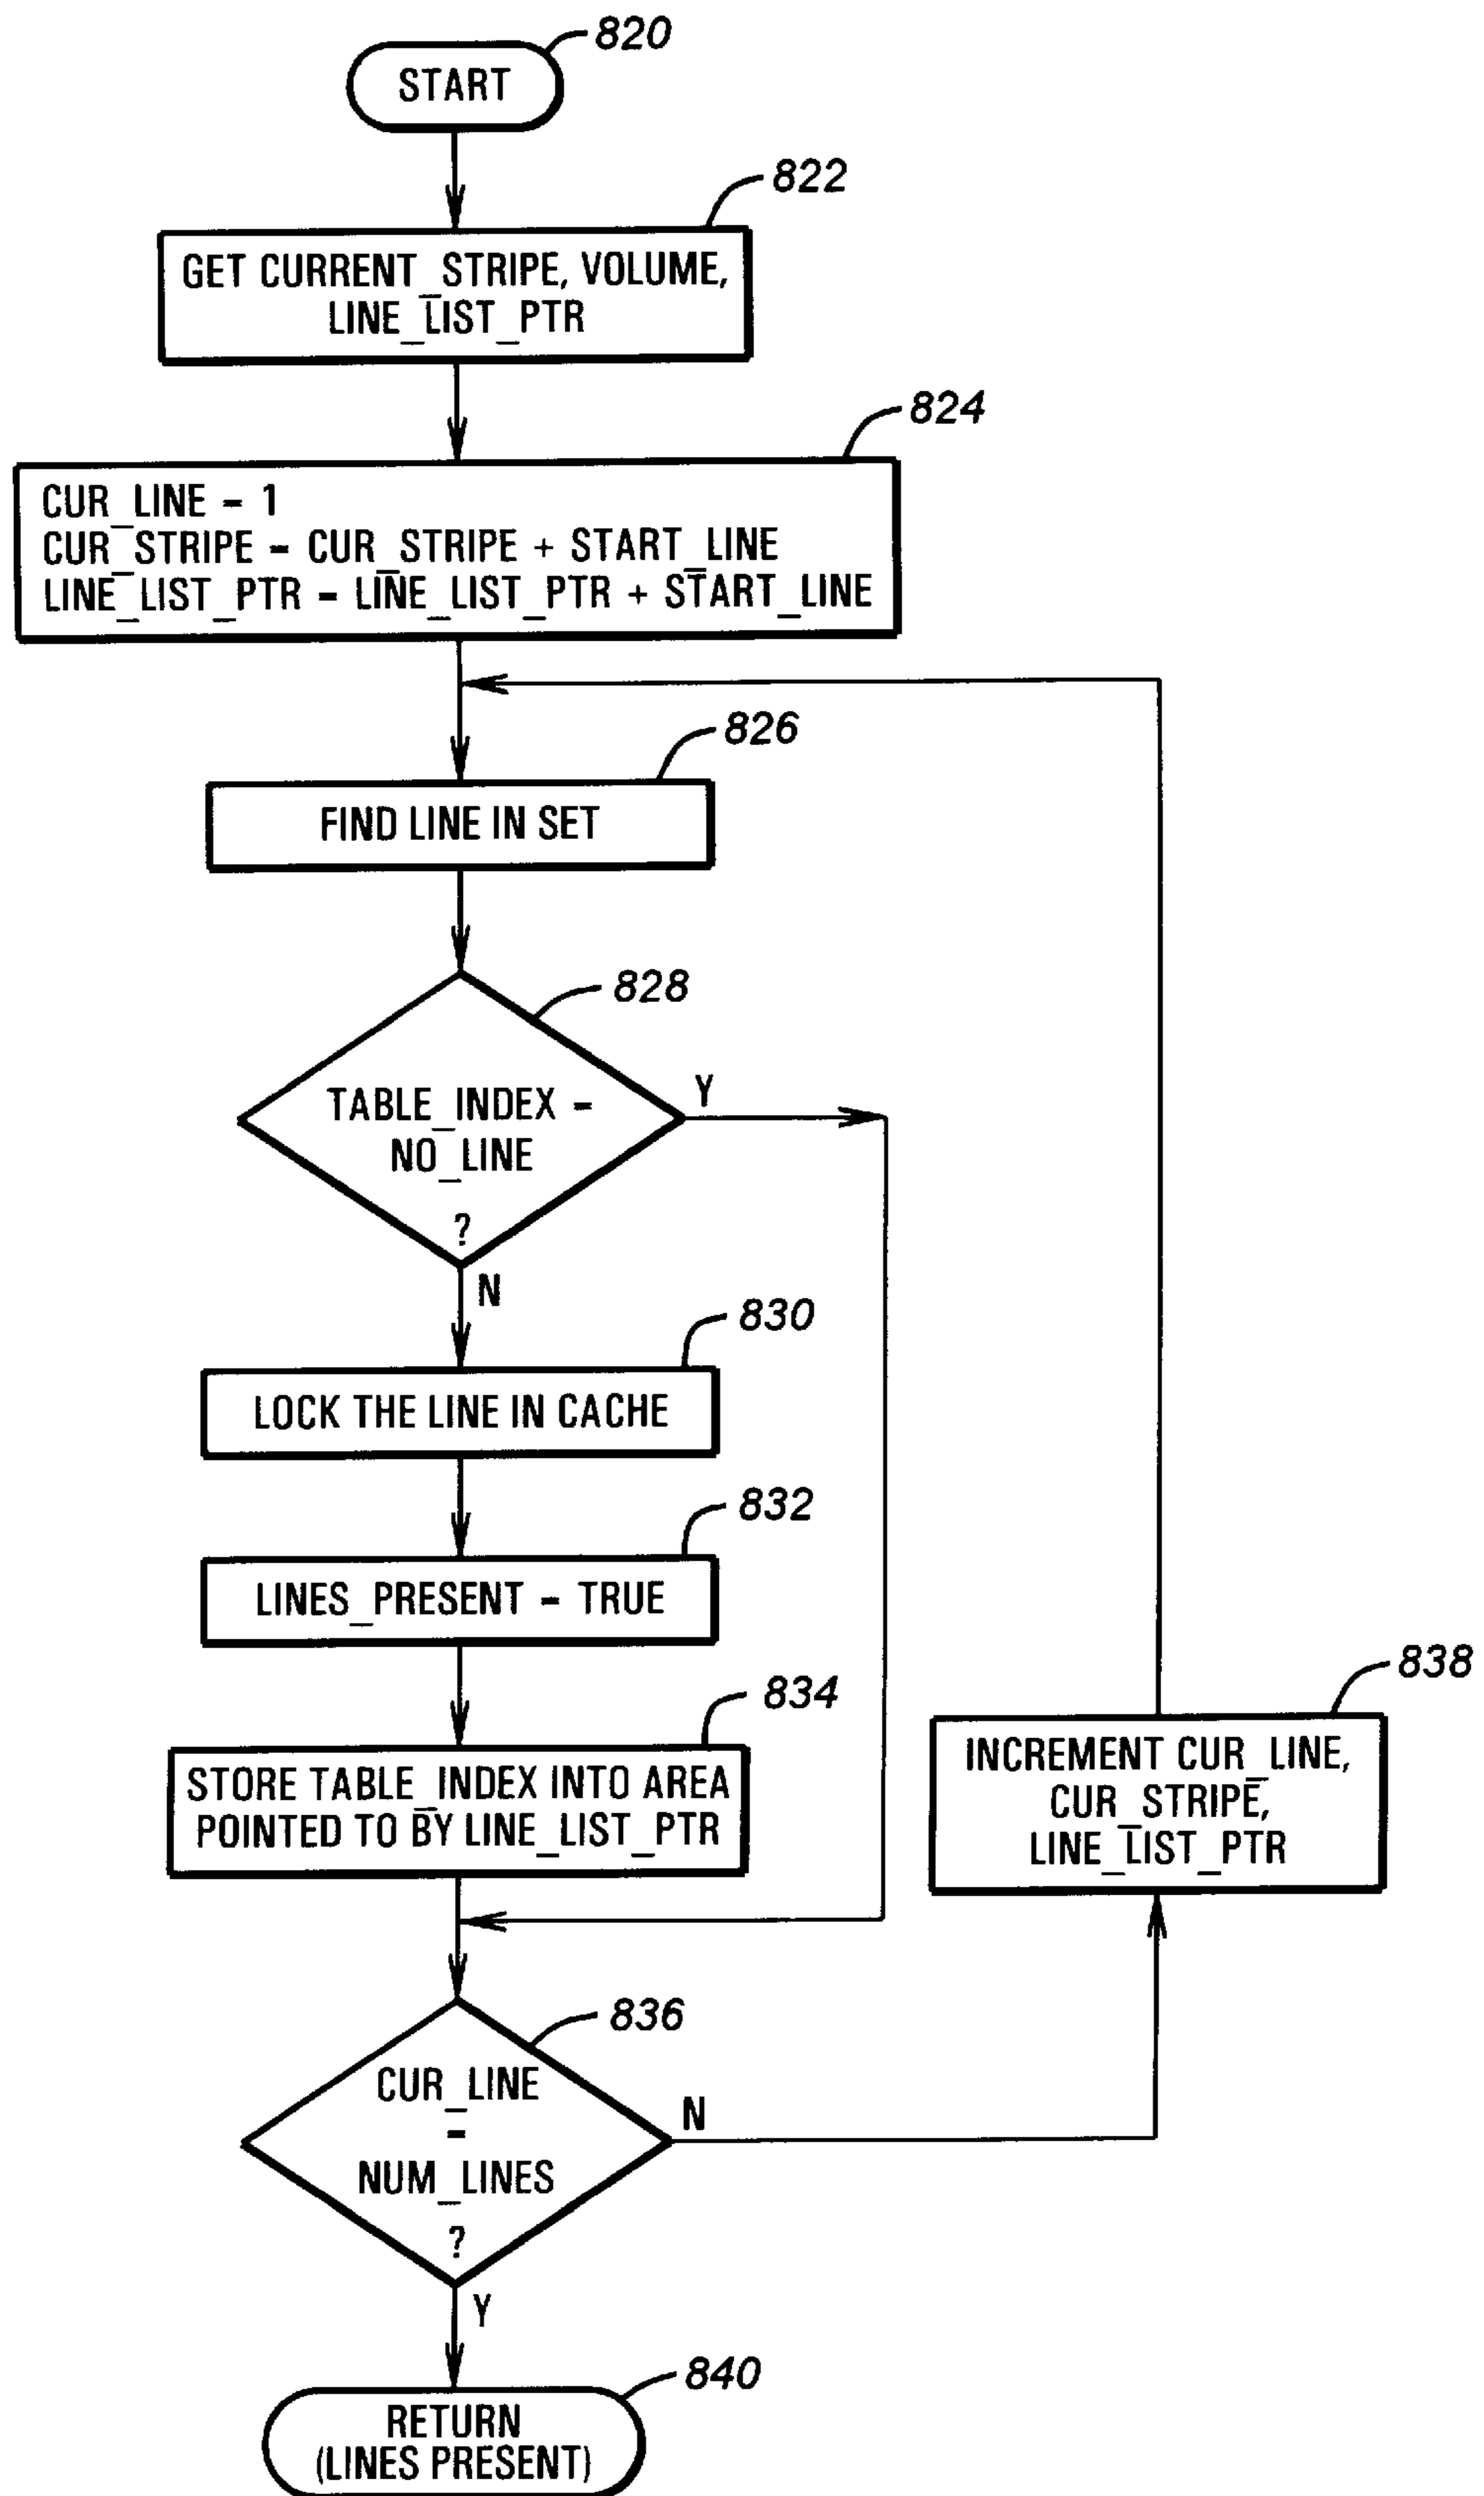 820
START
822
GET CURRENT_STRIPE, VOLUME,
LINE_LIST_PTR
824
CUR_LINE = 1
CUR_STRIPE = CUR_STRIPE + START_LINE
LINE_LIST_PTR = LINE_LIST_PTR + START_LINE
826
FIND LINE IN SET
828
TABLE_INDEX =
NO_LINE
?
Y
N
830
LOCK THE LINE IN CACHE
832
LINES_PRESENT = TRUE
834
STORE TABLE_INDEX INTO AREA
POINTED TO BY LINE_LIST_PTR
838
INCREMENT CUR_LINE,
CUR_STRIPE,
LINE_LIST_PTR
836
CUR_LINE
=
NUM_LINES
?
N
Y
840
RETURN
(LINES PRESENT)